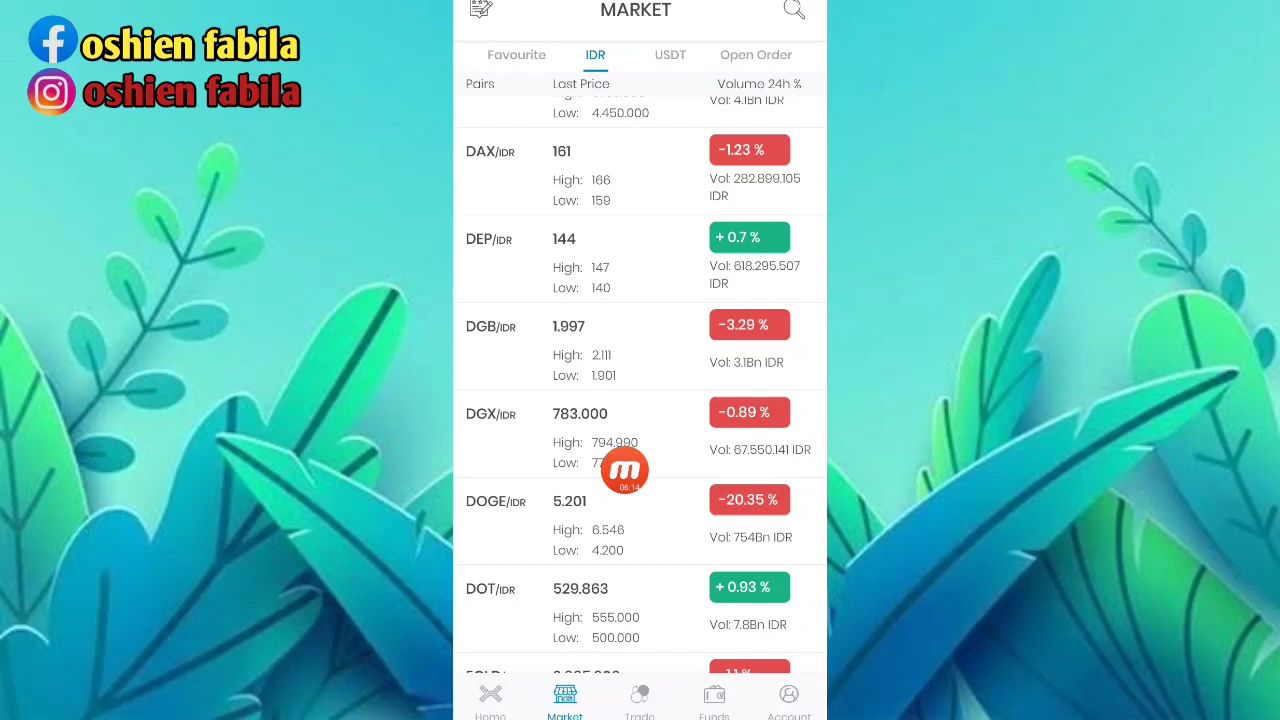 oshien fabila
oshien fabila
MARKET
Favourite IDR USDT Open Order
Pairs Last Price Volume 24h %
Vol: 4.1Bn IDR
Low: 4.450.000
DAX/IDR 161 -1.23 %
High: 166 Vol: 282.899.105
Low: 159 IDR
DEP/IDR 144 + 0.7 %
High: 147 Vol: 618.295.507
Low: 140 IDR
DGB/IDR 1.997 -3.29 %
High: 2.111 Vol: 3.1Bn IDR
Low: 1.901
DGX/IDR 783.000 -0.89 %
High: 794.990 Vol: 67.550.141 IDR
Low:
m
06:14
DOGE/IDR 5.201 -20.35 %
High: 6.546 Vol: 754Bn IDR
Low: 4.200
DOT/IDR 529.863 + 0.93 %
High: 555.000 Vol: 7.8Bn IDR
Low: 500.000
Home Market Trade Funds Account